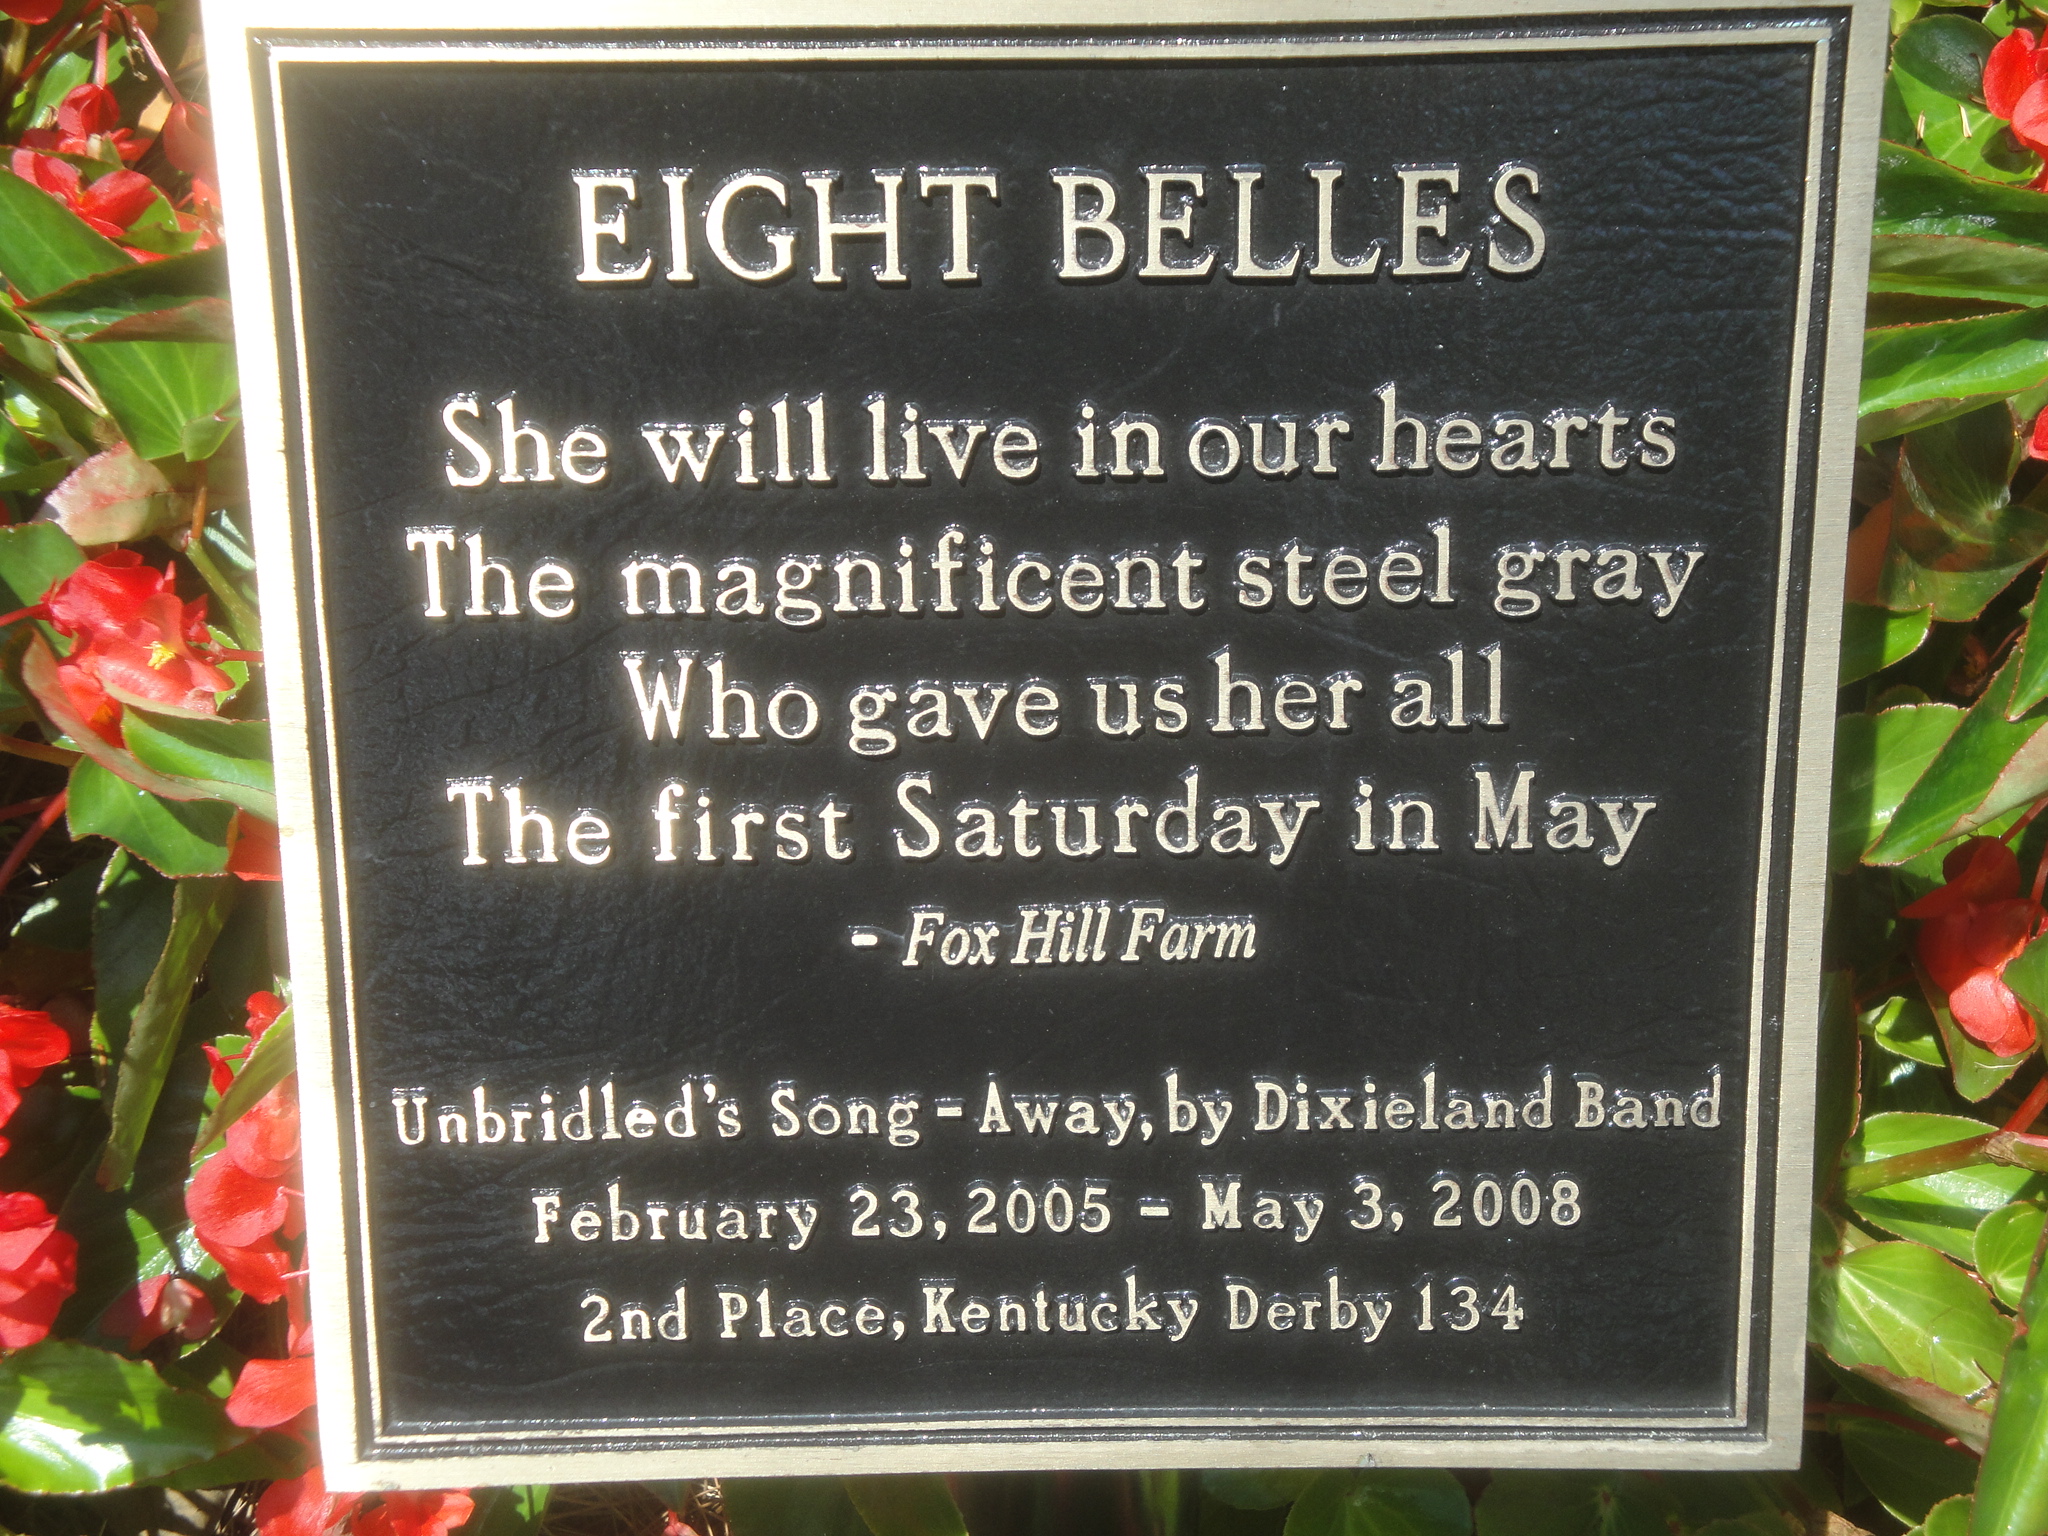 EIGHT BELLES
She will live in our hearts
The magnificent steel gray
Who gave us her all
The first Saturday in May
- Fox Hill Farm
Unbridled's Song - Away, by Dixieland Band
February 23, 2005 - May 3, 2008
2nd Place, Kentucky Derby 134